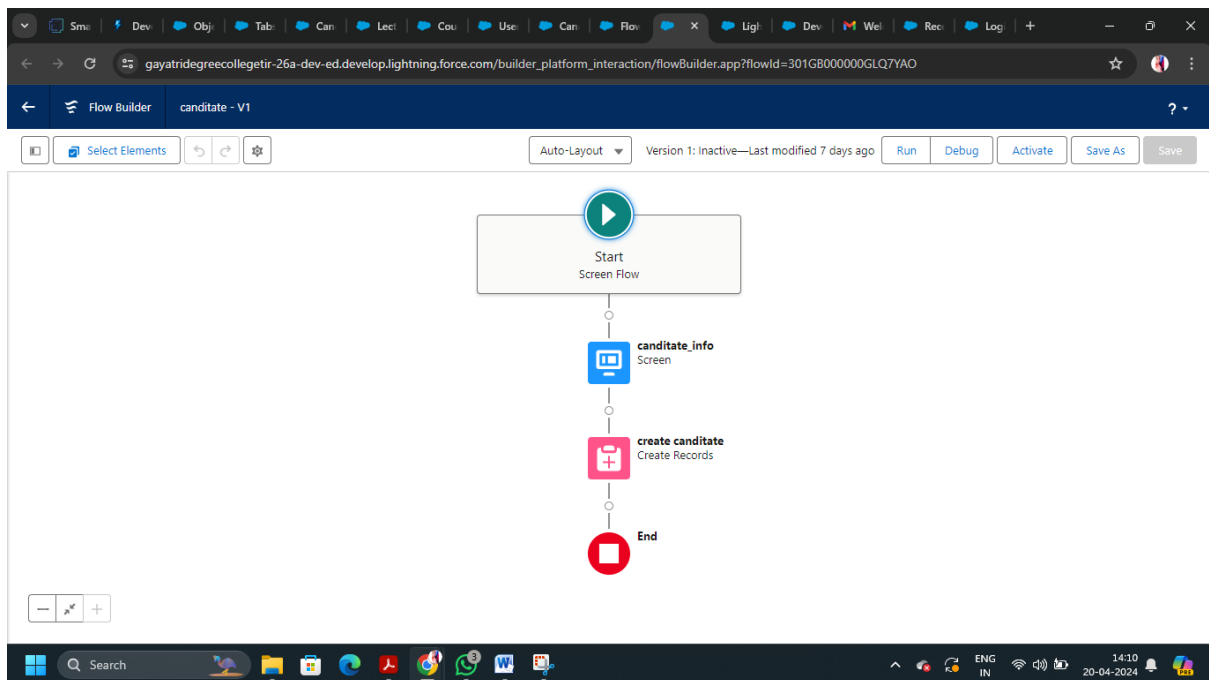 Sma Dev Obje Tab: Can Lect Cou Use Can Flow Ligh Dev Wel Rec Log
gayatridegreecollegetir-26a-dev-ed.develop.lightning.force.com/builder_platform_interaction/flowBuilder.app?flowId=301GB000000GLQ7YAO
Flow Builder canditate - V1 ?
Select Elements Auto-Layout Version 1: Inactive—Last modified 7 days ago Run Debug Activate Save As Save
Start
Screen Flow
canditate_info
Screen
create canditate
Create Records
End
Search 3 ENG 14:10
IN 20-04-2024 PRE